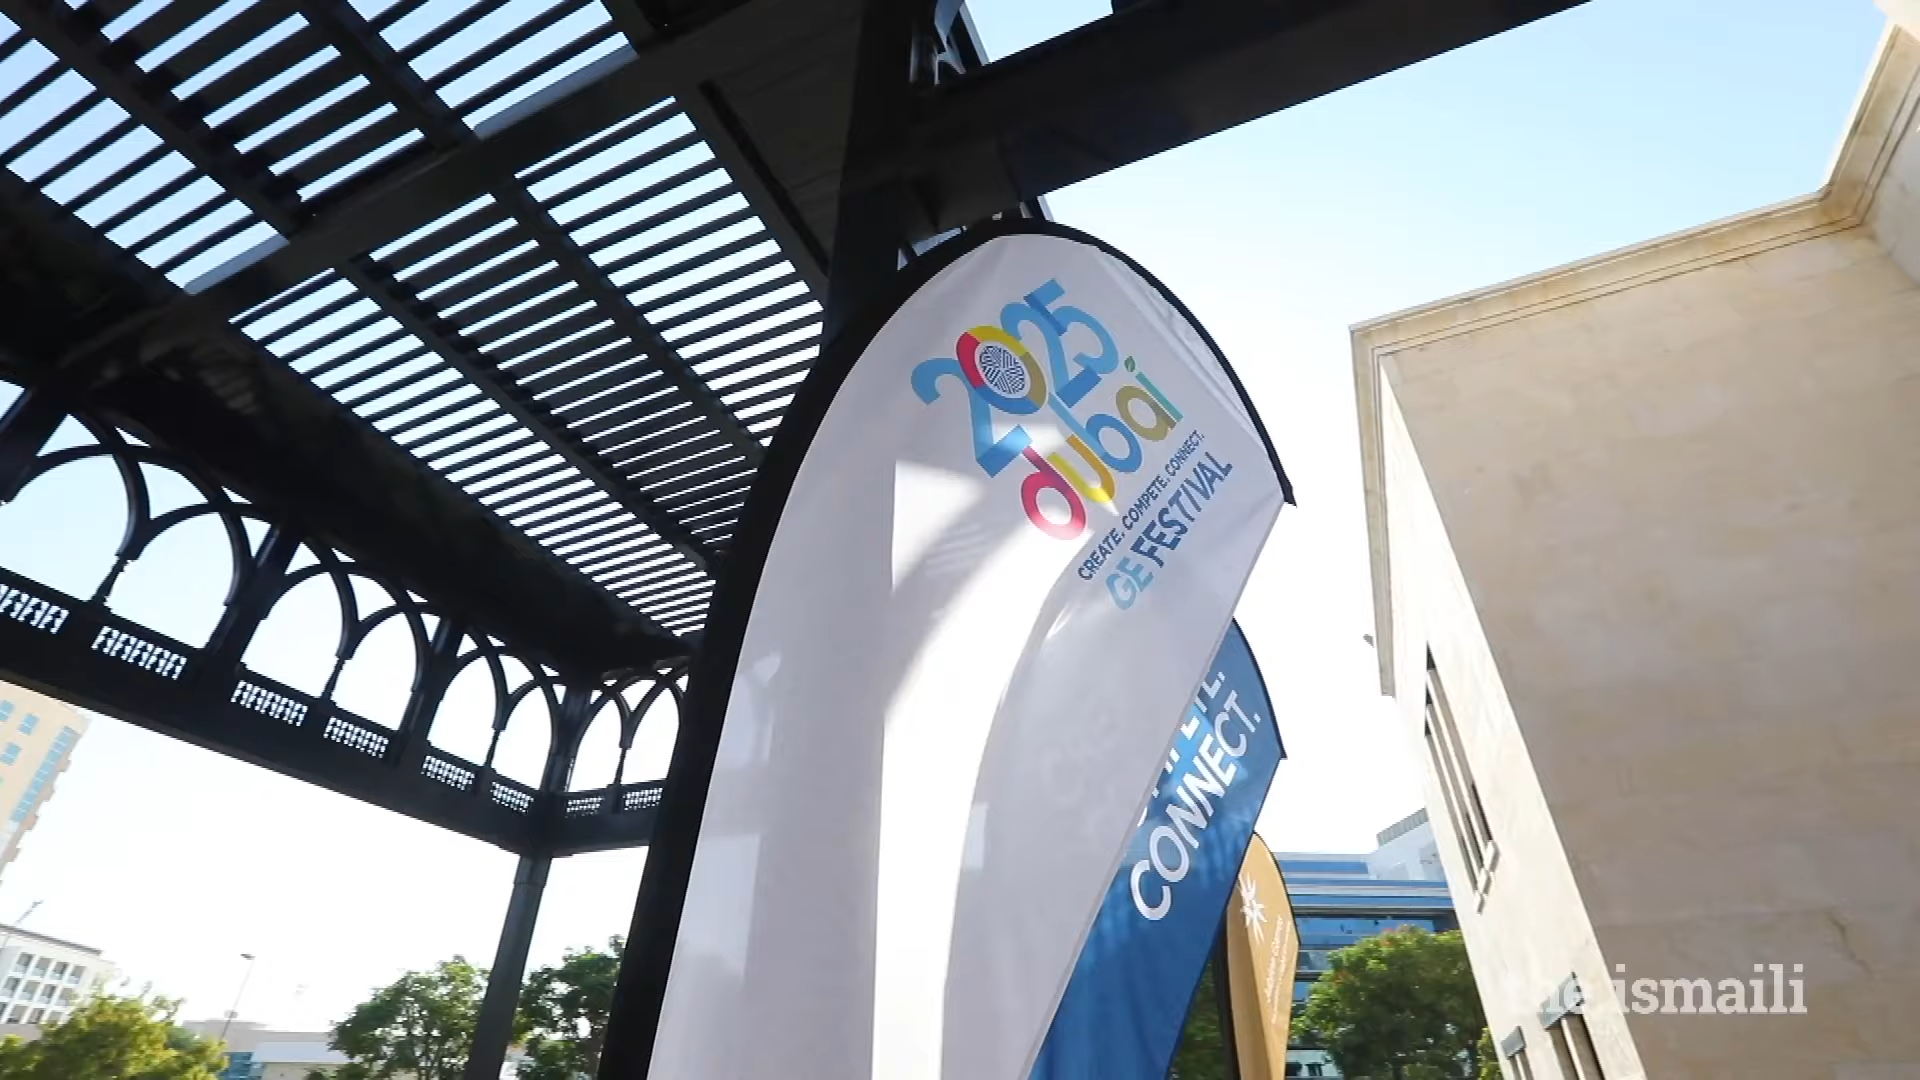 2025
dubai
CREATE. COMPETE. CONNECT.
GE FESTIVAL
CONNECT.
the ismaili